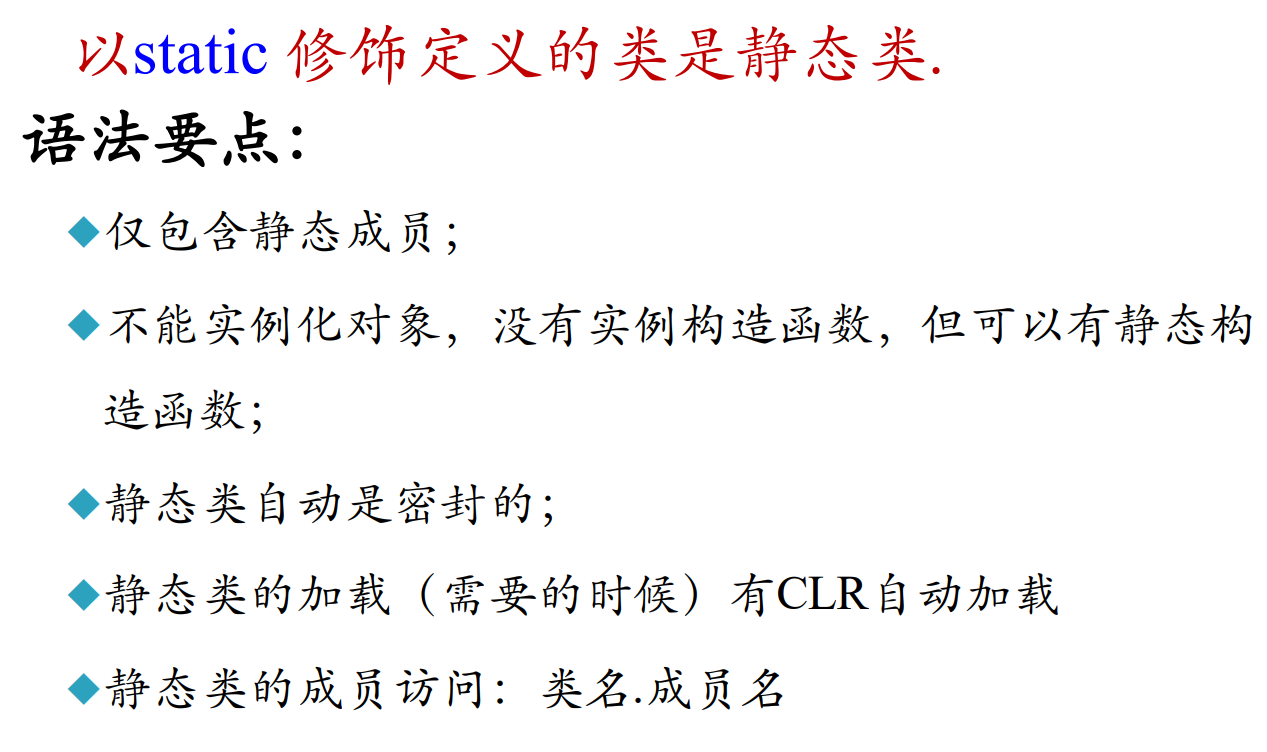 以static 修饰定义的类是静态类.
语法要点：
◆仅包含静态成员；
◆不能实例化对象，没有实例构造函数，但可以有静态构
造函数；
◆静态类自动是密封的；
◆静态类的加载（需要的时候）有CLR自动加载
◆静态类的成员访问：类名.成员名